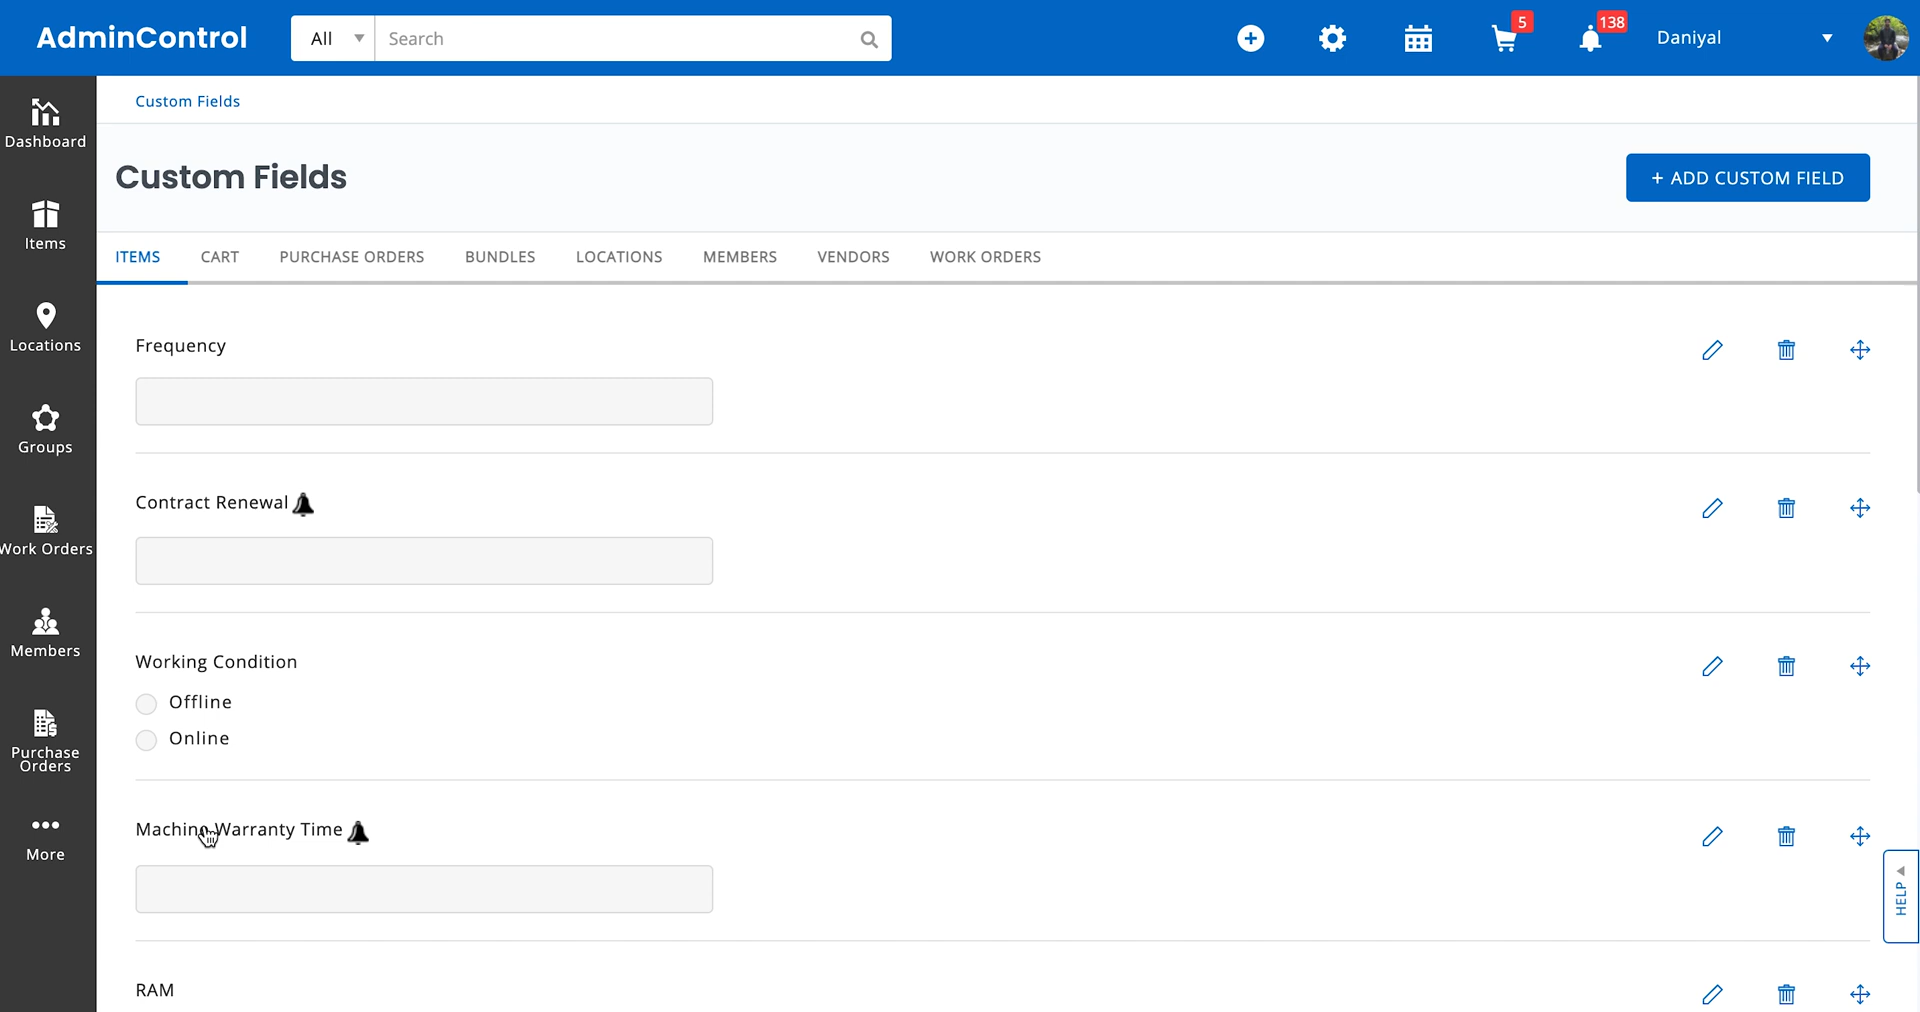 AdminControl
All
Search
5
138
Daniyal
Dashboard
Items
Locations
Groups
Work Orders
Members
Purchase
Orders
More
Custom Fields
Custom Fields
+ ADD CUSTOM FIELD
ITEMS CART PURCHASE ORDERS BUNDLES LOCATIONS MEMBERS VENDORS WORK ORDERS
Frequency
Contract Renewal
Working Condition
Offline
Online
Machine Warranty Time
RAM
HELP